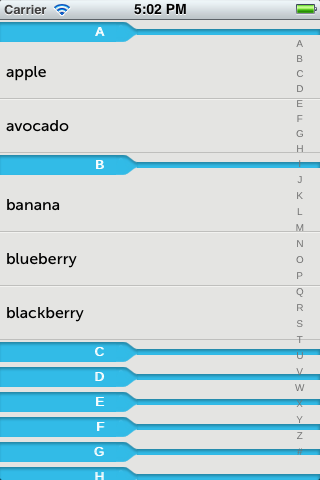 Carrier 5:02 PM
A
apple
avocado
B
banana
blueberry
blackberry
C
D
E
F
G
H
A
B
C
D
E
F
G
H
I
J
K
L
M
N
O
P
Q
R
S
T
U
V
W
X
Y
Z
#